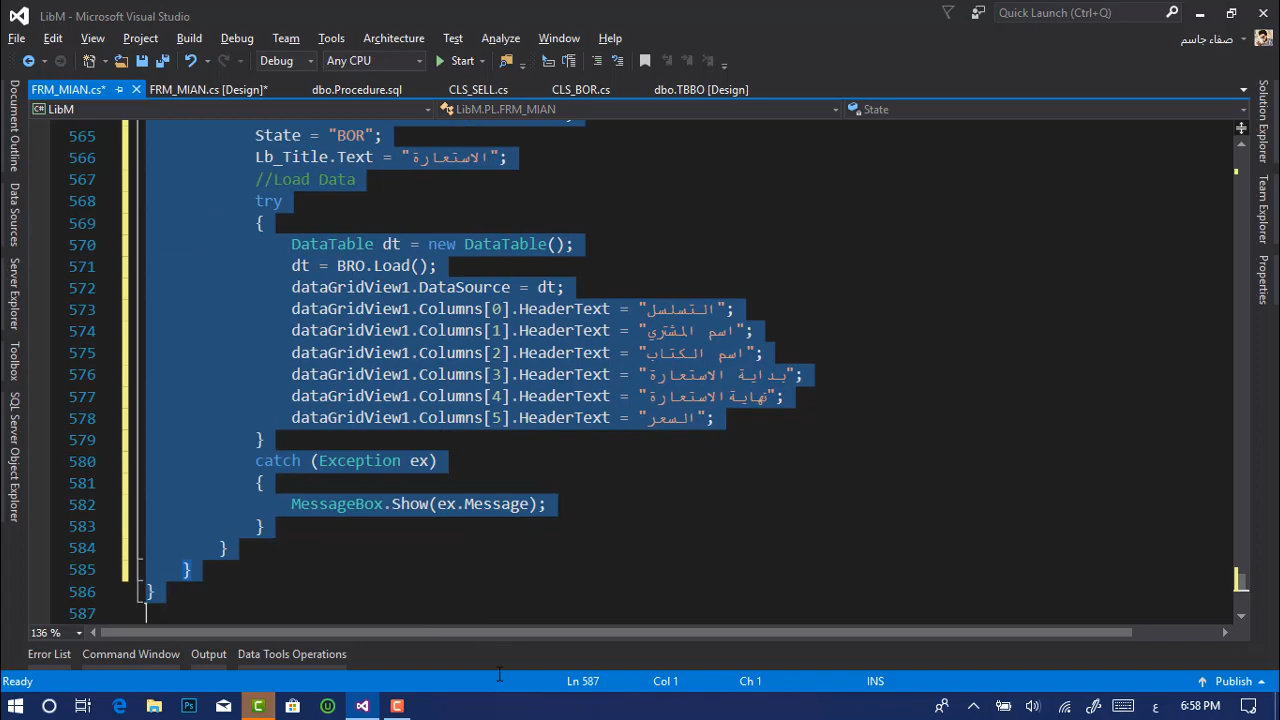 LibM - Microsoft Visual Studio
Quick Launch (Ctrl+Q)
File Edit View Project Build Debug Team Tools Architecture Test Analyze Window Help
صفاء جاسم
Debug Any CPU Start
FRM_MIAN.cs* FRM_MIAN.cs [Design]* dbo.Procedure.sql CLS_SELL.cs CLS_BOR.cs dbo.TBBO [Design]
LibM LibM.PL.FRM_MIAN State
Document Outline
Data Sources
Server Explorer
Toolbox
SQL Server Object Explorer
565 State = "BOR";
566 Lb_Title.Text = "الاستعارة";
567 //Load Data
568 try
569 {
570 DataTable dt = new DataTable();
571 dt = BRO.Load();
572 dataGridView1.DataSource = dt;
573 dataGridView1.Columns[0].HeaderText = "التسلسل";
574 dataGridView1.Columns[1].HeaderText = "اسم المشتري";
575 dataGridView1.Columns[2].HeaderText = "اسم الكتاب";
576 dataGridView1.Columns[3].HeaderText = "بداية الاستعارة";
577 dataGridView1.Columns[4].HeaderText = "نهايةالاستعارة";
578 dataGridView1.Columns[5].HeaderText = "السعر";
579 }
580 catch (Exception ex)
581 {
582 MessageBox.Show(ex.Message);
583 }
584 }
585 }
586 }
587
Solution Explorer
Team Explorer
Properties
136 %
Error List Command Window Output Data Tools Operations
Ready Ln 587 Col 1 Ch 1 INS Publish
ع 6:58 PM